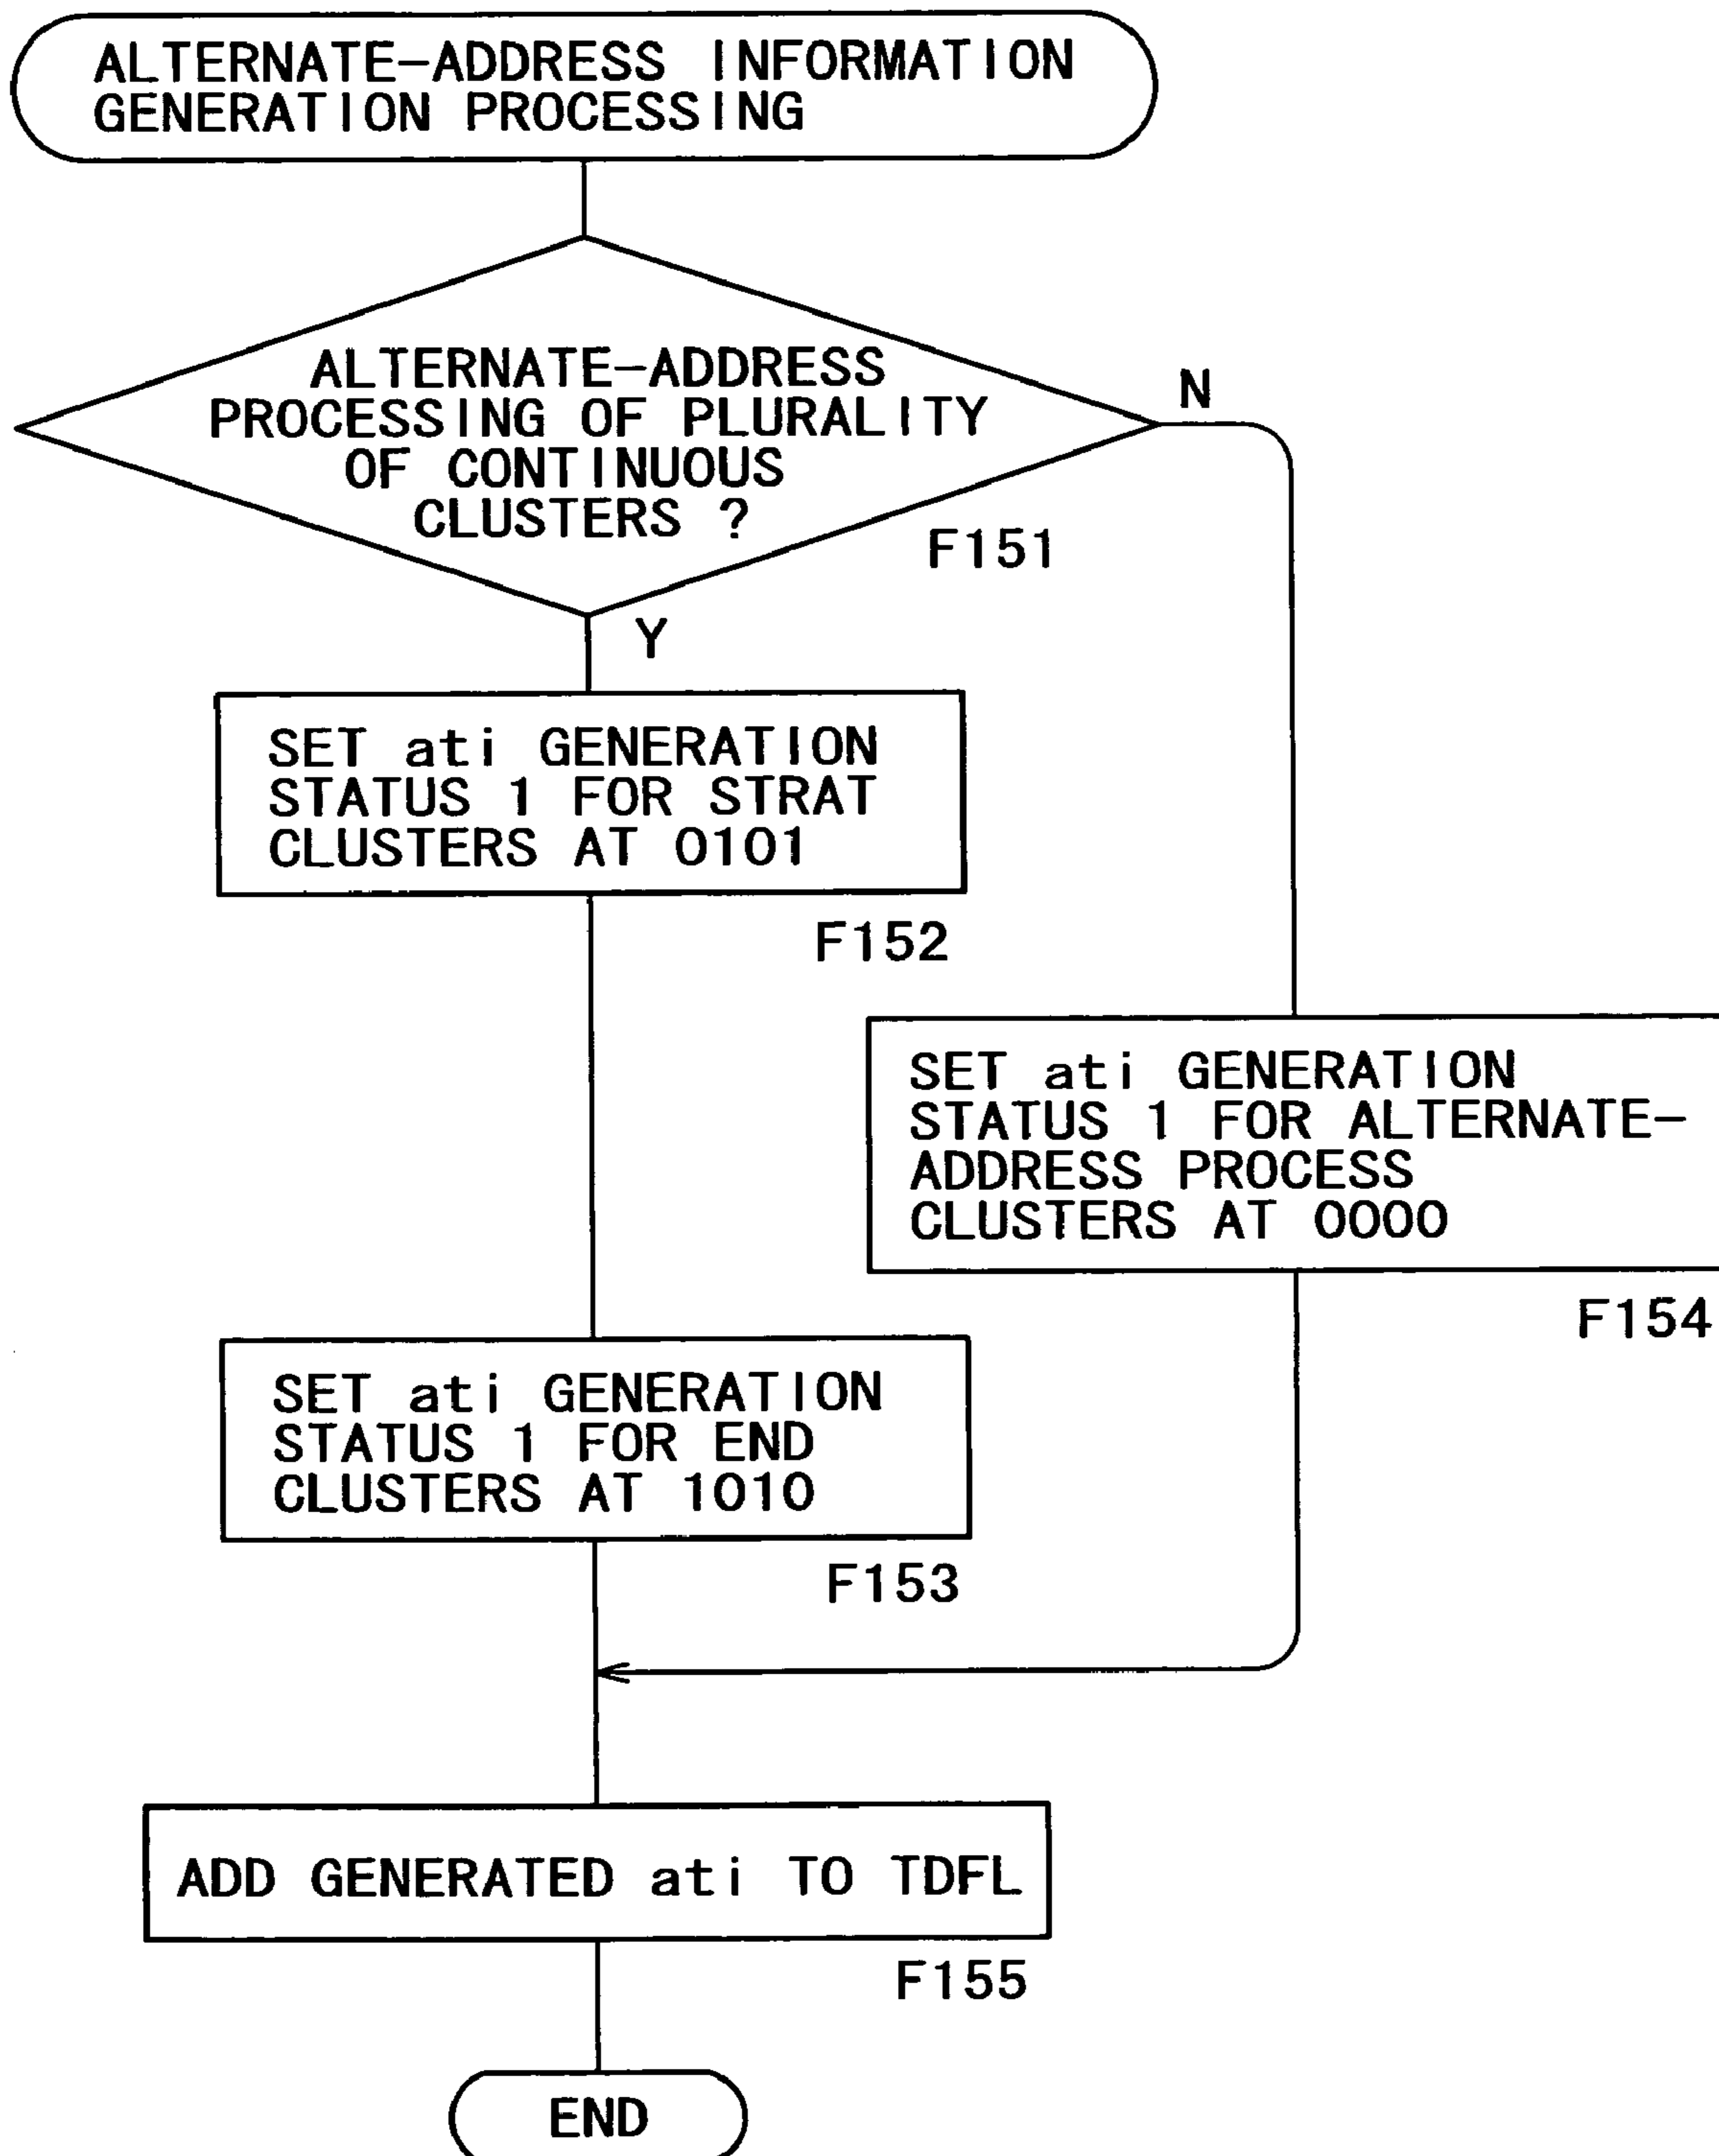 ALTERNATE-ADDRESS INFORMATION
GENERATION PROCESSING
ALTERNATE-ADDRESS
PROCESSING OF PLURALITY
OF CONTINUOUS
CLUSTERS ?
N
F151
Y
SET ati GENERATION
STATUS 1 FOR STRAT
CLUSTERS AT 0101
F152
SET ati GENERATION
STATUS 1 FOR ALTERNATE-
ADDRESS PROCESS
CLUSTERS AT 0000
F154
SET ati GENERATION
STATUS 1 FOR END
CLUSTERS AT 1010
F153
ADD GENERATED ati TO TDFL
F155
END